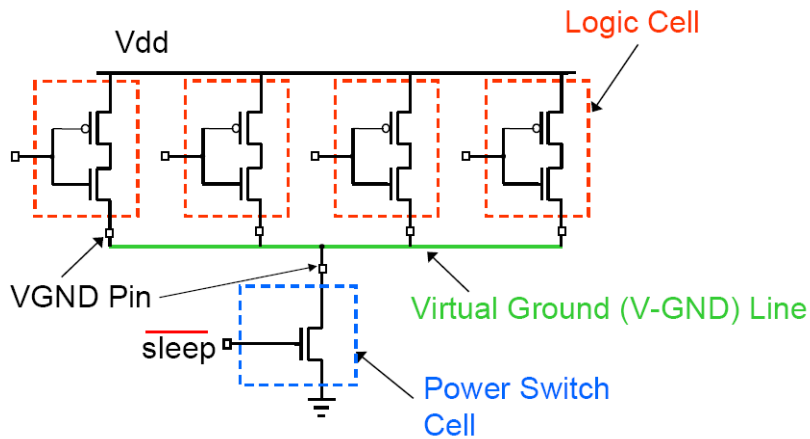 Logic Cell
Vdd
VGND Pin
Virtual Ground (V-GND) Line
sleep
Power Switch
Cell